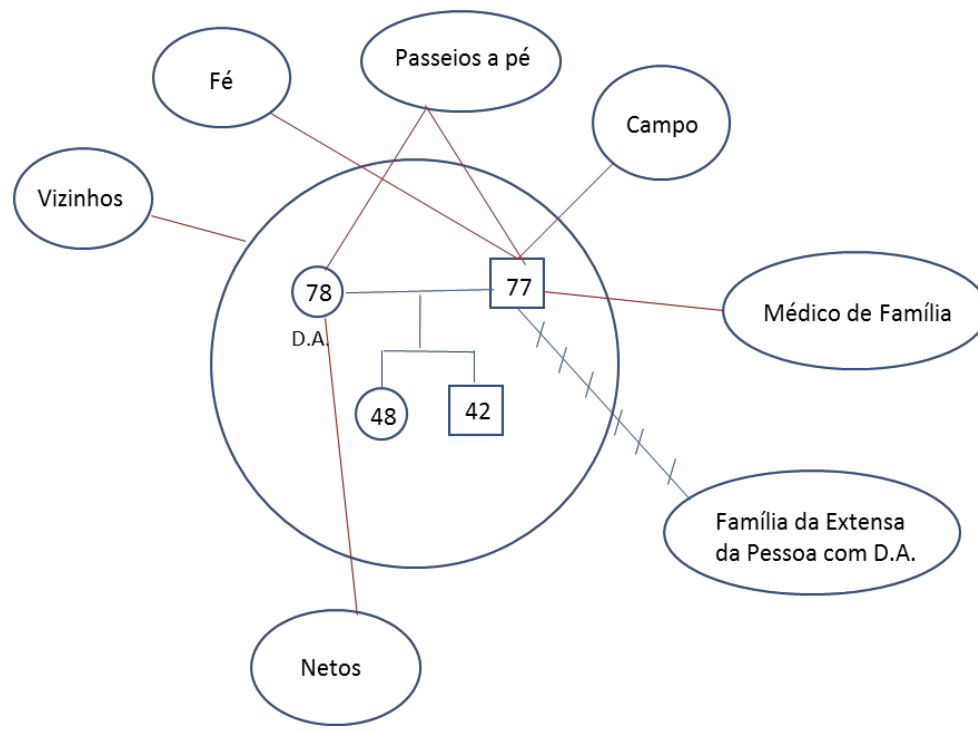 Passeios a pé
Fé
Campo
Vizinhos
78
77
D.A.
Médico de Família
48
42
Família da Extensa
da Pessoa com D.A.
Netos